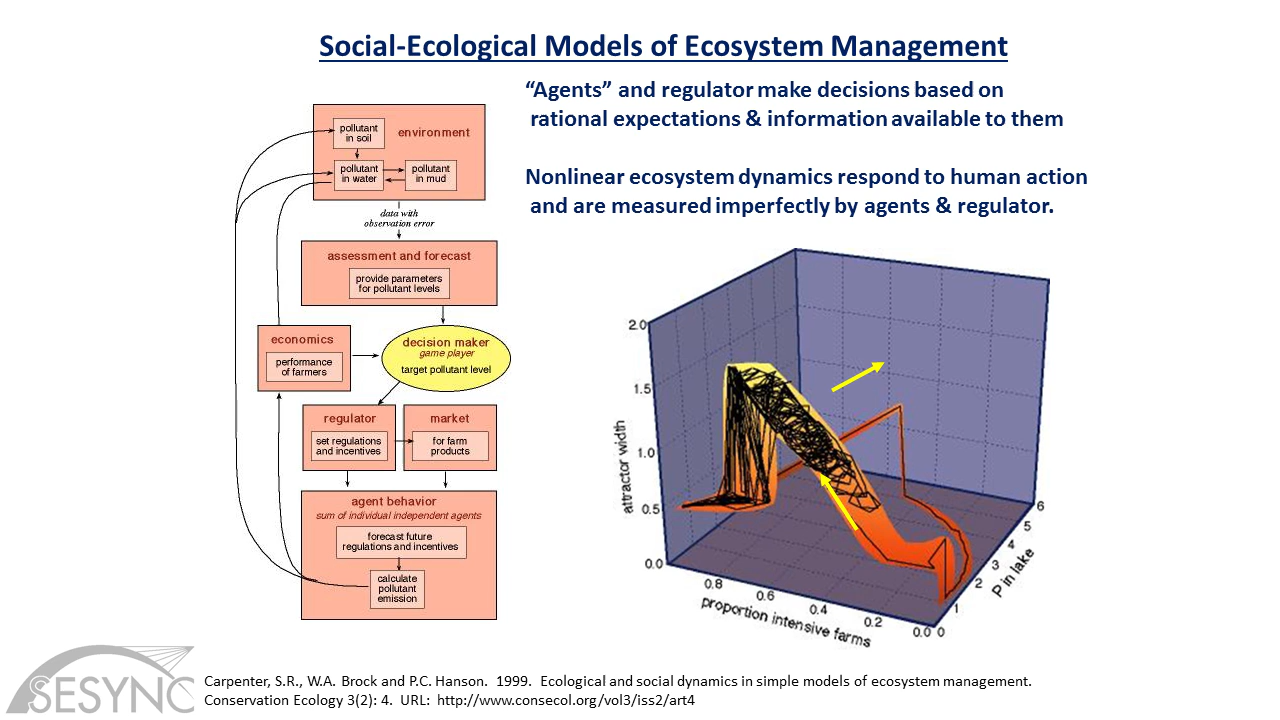 Social-Ecological Models of Ecosystem Management
“Agents” and regulator make decisions based on
rational expectations & information available to them
Nonlinear ecosystem dynamics respond to human action
and are measured imperfectly by agents & regulator.
environment
pollutant
in soil
pollutant
in water
pollutant
in mud
data with
observation error
assessment and forecast
provide parameters
for pollutant levels
economics
performance
of farmers
decision maker
game player
target pollutant level
regulator
set regulations
and incentives
market
for farm
products
agent behavior
sum of individual independent agents
forecast future
regulations and incentives
calculate
pollutant
emission
2.0
1.5
1.0
0.5
0.0
attractor width
0.8
0.6
0.4
0.2
0.0
proportion intensive farms
0
1
2
3
4
5
6
P in lake
SESYNC
Carpenter, S.R., W.A. Brock and P.C. Hanson. 1999. Ecological and social dynamics in simple models of ecosystem management.
Conservation Ecology 3(2): 4. URL: http://www.consecol.org/vol3/iss2/art4